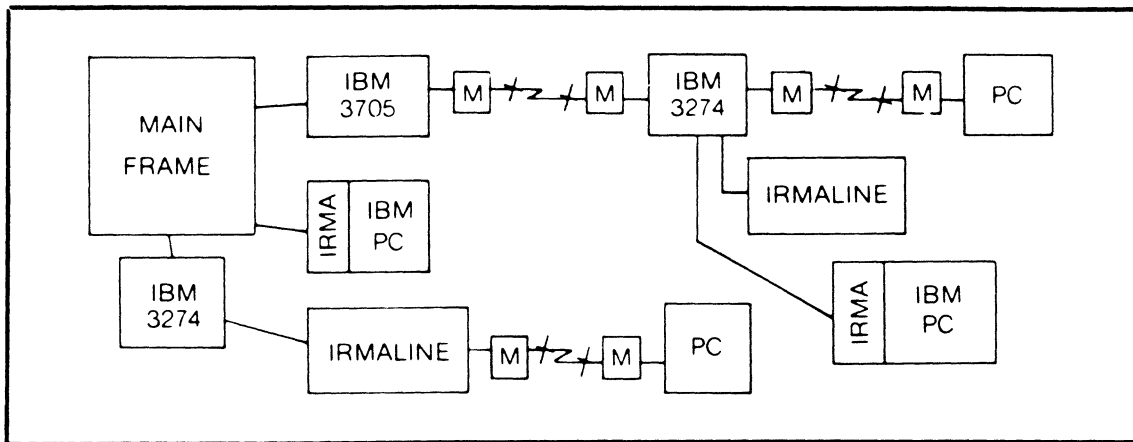 MAIN
FRAME
IBM
3705
M
M
IBM
3274
M
M
PC
IRMALINE
IRMA
IBM
PC
IRMA
IBM
PC
IBM
3274
IRMALINE
M
M
PC